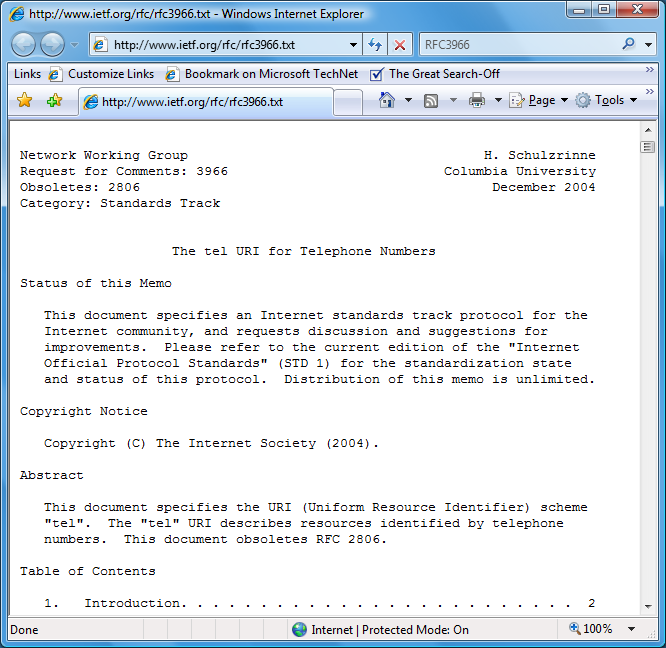 http://www.ietf.org/rfc/rfc3966.txt - Windows Internet Explorer
http://www.ietf.org/rfc/rfc3966.txt RFC3966
Links Customize Links Bookmark on Microsoft TechNet The Great Search-Off
http://www.ietf.org/rfc/rfc3966.txt Page Tools
Network Working Group H. Schulzrinne
Request for Comments: 3966 Columbia University
Obsoletes: 2806 December 2004
Category: Standards Track
The tel URI for Telephone Numbers
Status of this Memo
This document specifies an Internet standards track protocol for the
Internet community, and requests discussion and suggestions for
improvements. Please refer to the current edition of the "Internet
Official Protocol Standards" (STD 1) for the standardization state
and status of this protocol. Distribution of this memo is unlimited.
Copyright Notice
Copyright (C) The Internet Society (2004).
Abstract
This document specifies the URI (Uniform Resource Identifier) scheme
"tel". The "tel" URI describes resources identified by telephone
numbers. This document obsoletes RFC 2806.
Table of Contents
1. Introduction. . . . . . . . . . . . . . . . . . . . . . . . . 2
Done Internet | Protected Mode: On 100%